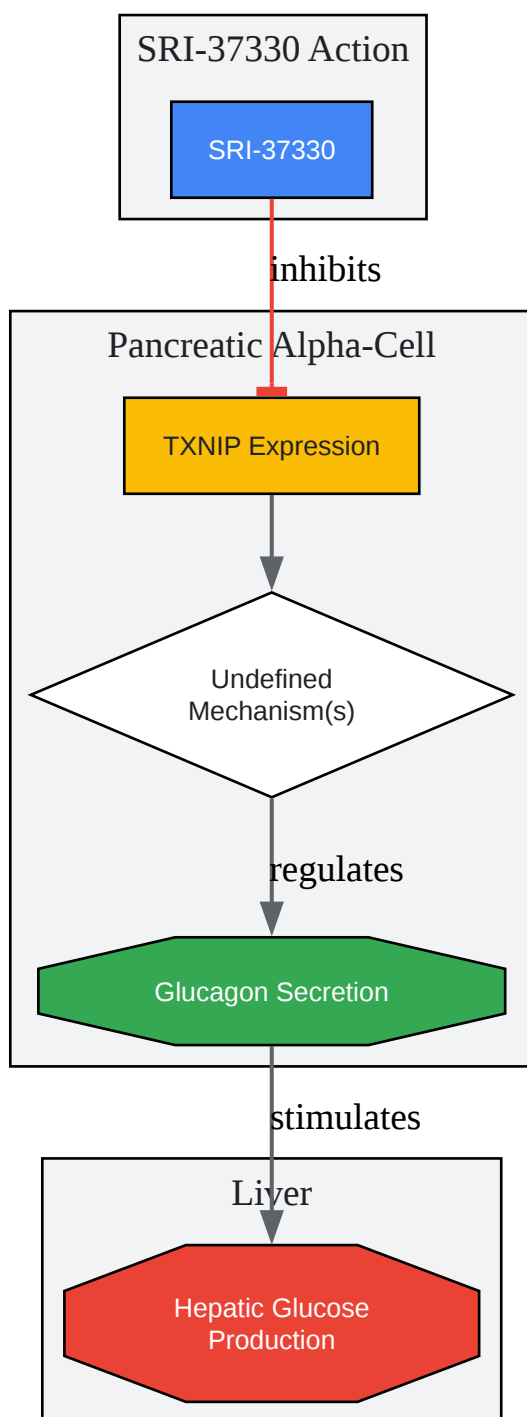 SRI-37330 Action
SRI-37330
inhibits
Pancreatic Alpha-Cell
TXNIP Expression
Undefined
Mechanism(s)
regulates
Glucagon Secretion
stimulates
Liver
Hepatic Glucose
Production